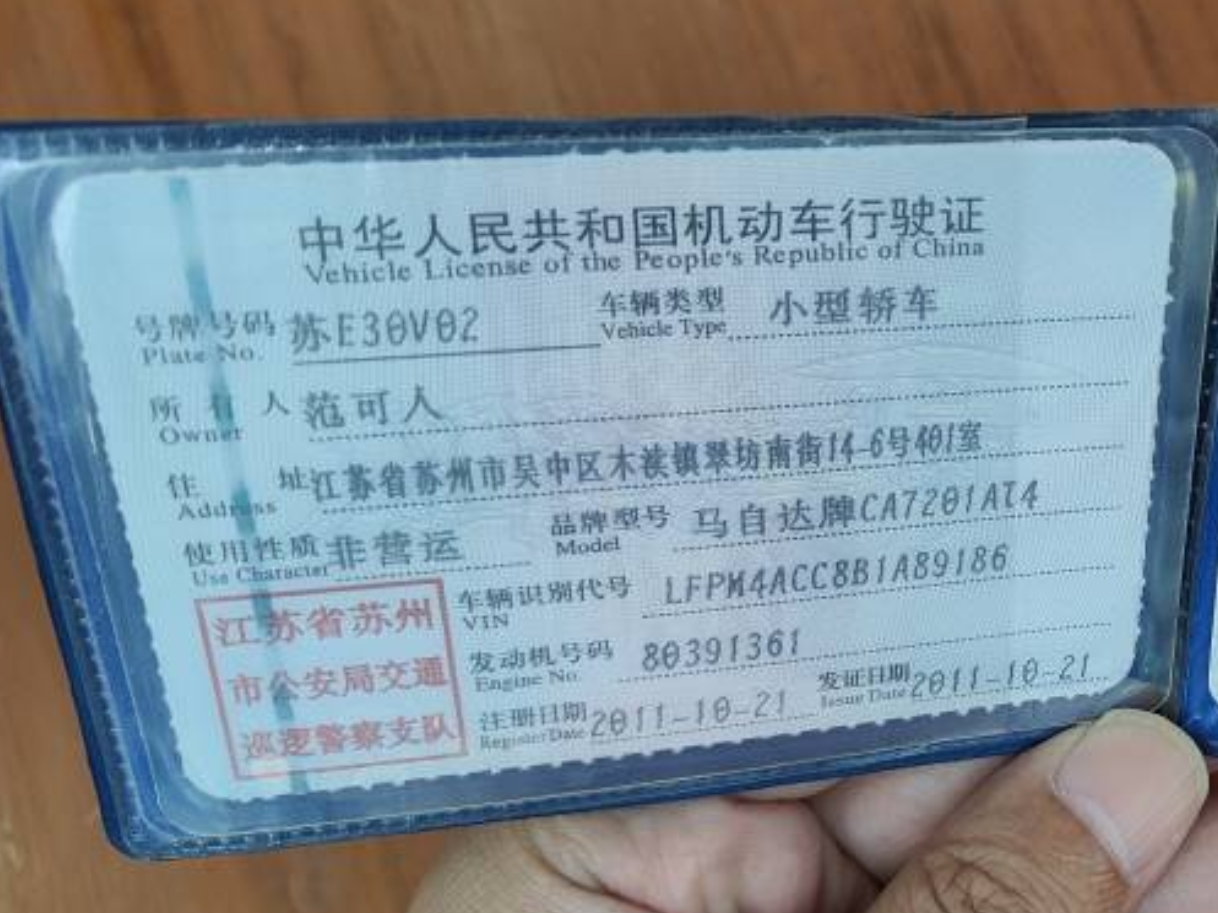 中华人民共和国机动车行驶证
Vehicle License of the People's Republic of China
号牌号码 苏E30V02 车辆类型 小型轿车
Plate No. Vehicle Type
所有人 范可人
Owner
住址 江苏省苏州市吴中区木渎镇翠坊南街14-6号401室
Address
使用性质 非营运 品牌型号 马自达牌CA7201AT4
Use Character Model
车辆识别代号 LFPM4ACC8B1A89186
VIN
发动机号码 80391361
Engine No.
注册日期 2011-10-21 发证日期 2011-10-21
Register Date Issue Date
江苏省苏州
市公安局交通
巡逻警察支队